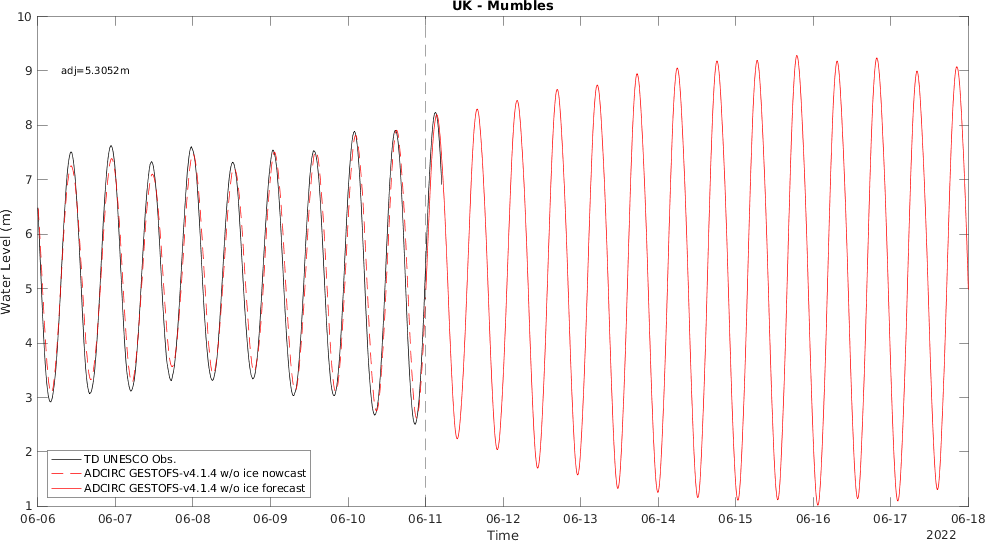 UK - Mumbles
10
9
8
7
6
5
4
3
2
1
Water Level (m)
adj=5.3052m
TD UNESCO Obs.
ADCIRC GESTOFS-v4.1.4 w/o ice nowcast
ADCIRC GESTOFS-v4.1.4 w/o ice forecast
06-06 06-07 06-08 06-09 06-10 06-11 06-12 06-13 06-14 06-15 06-16 06-17 06-18
Time
2022